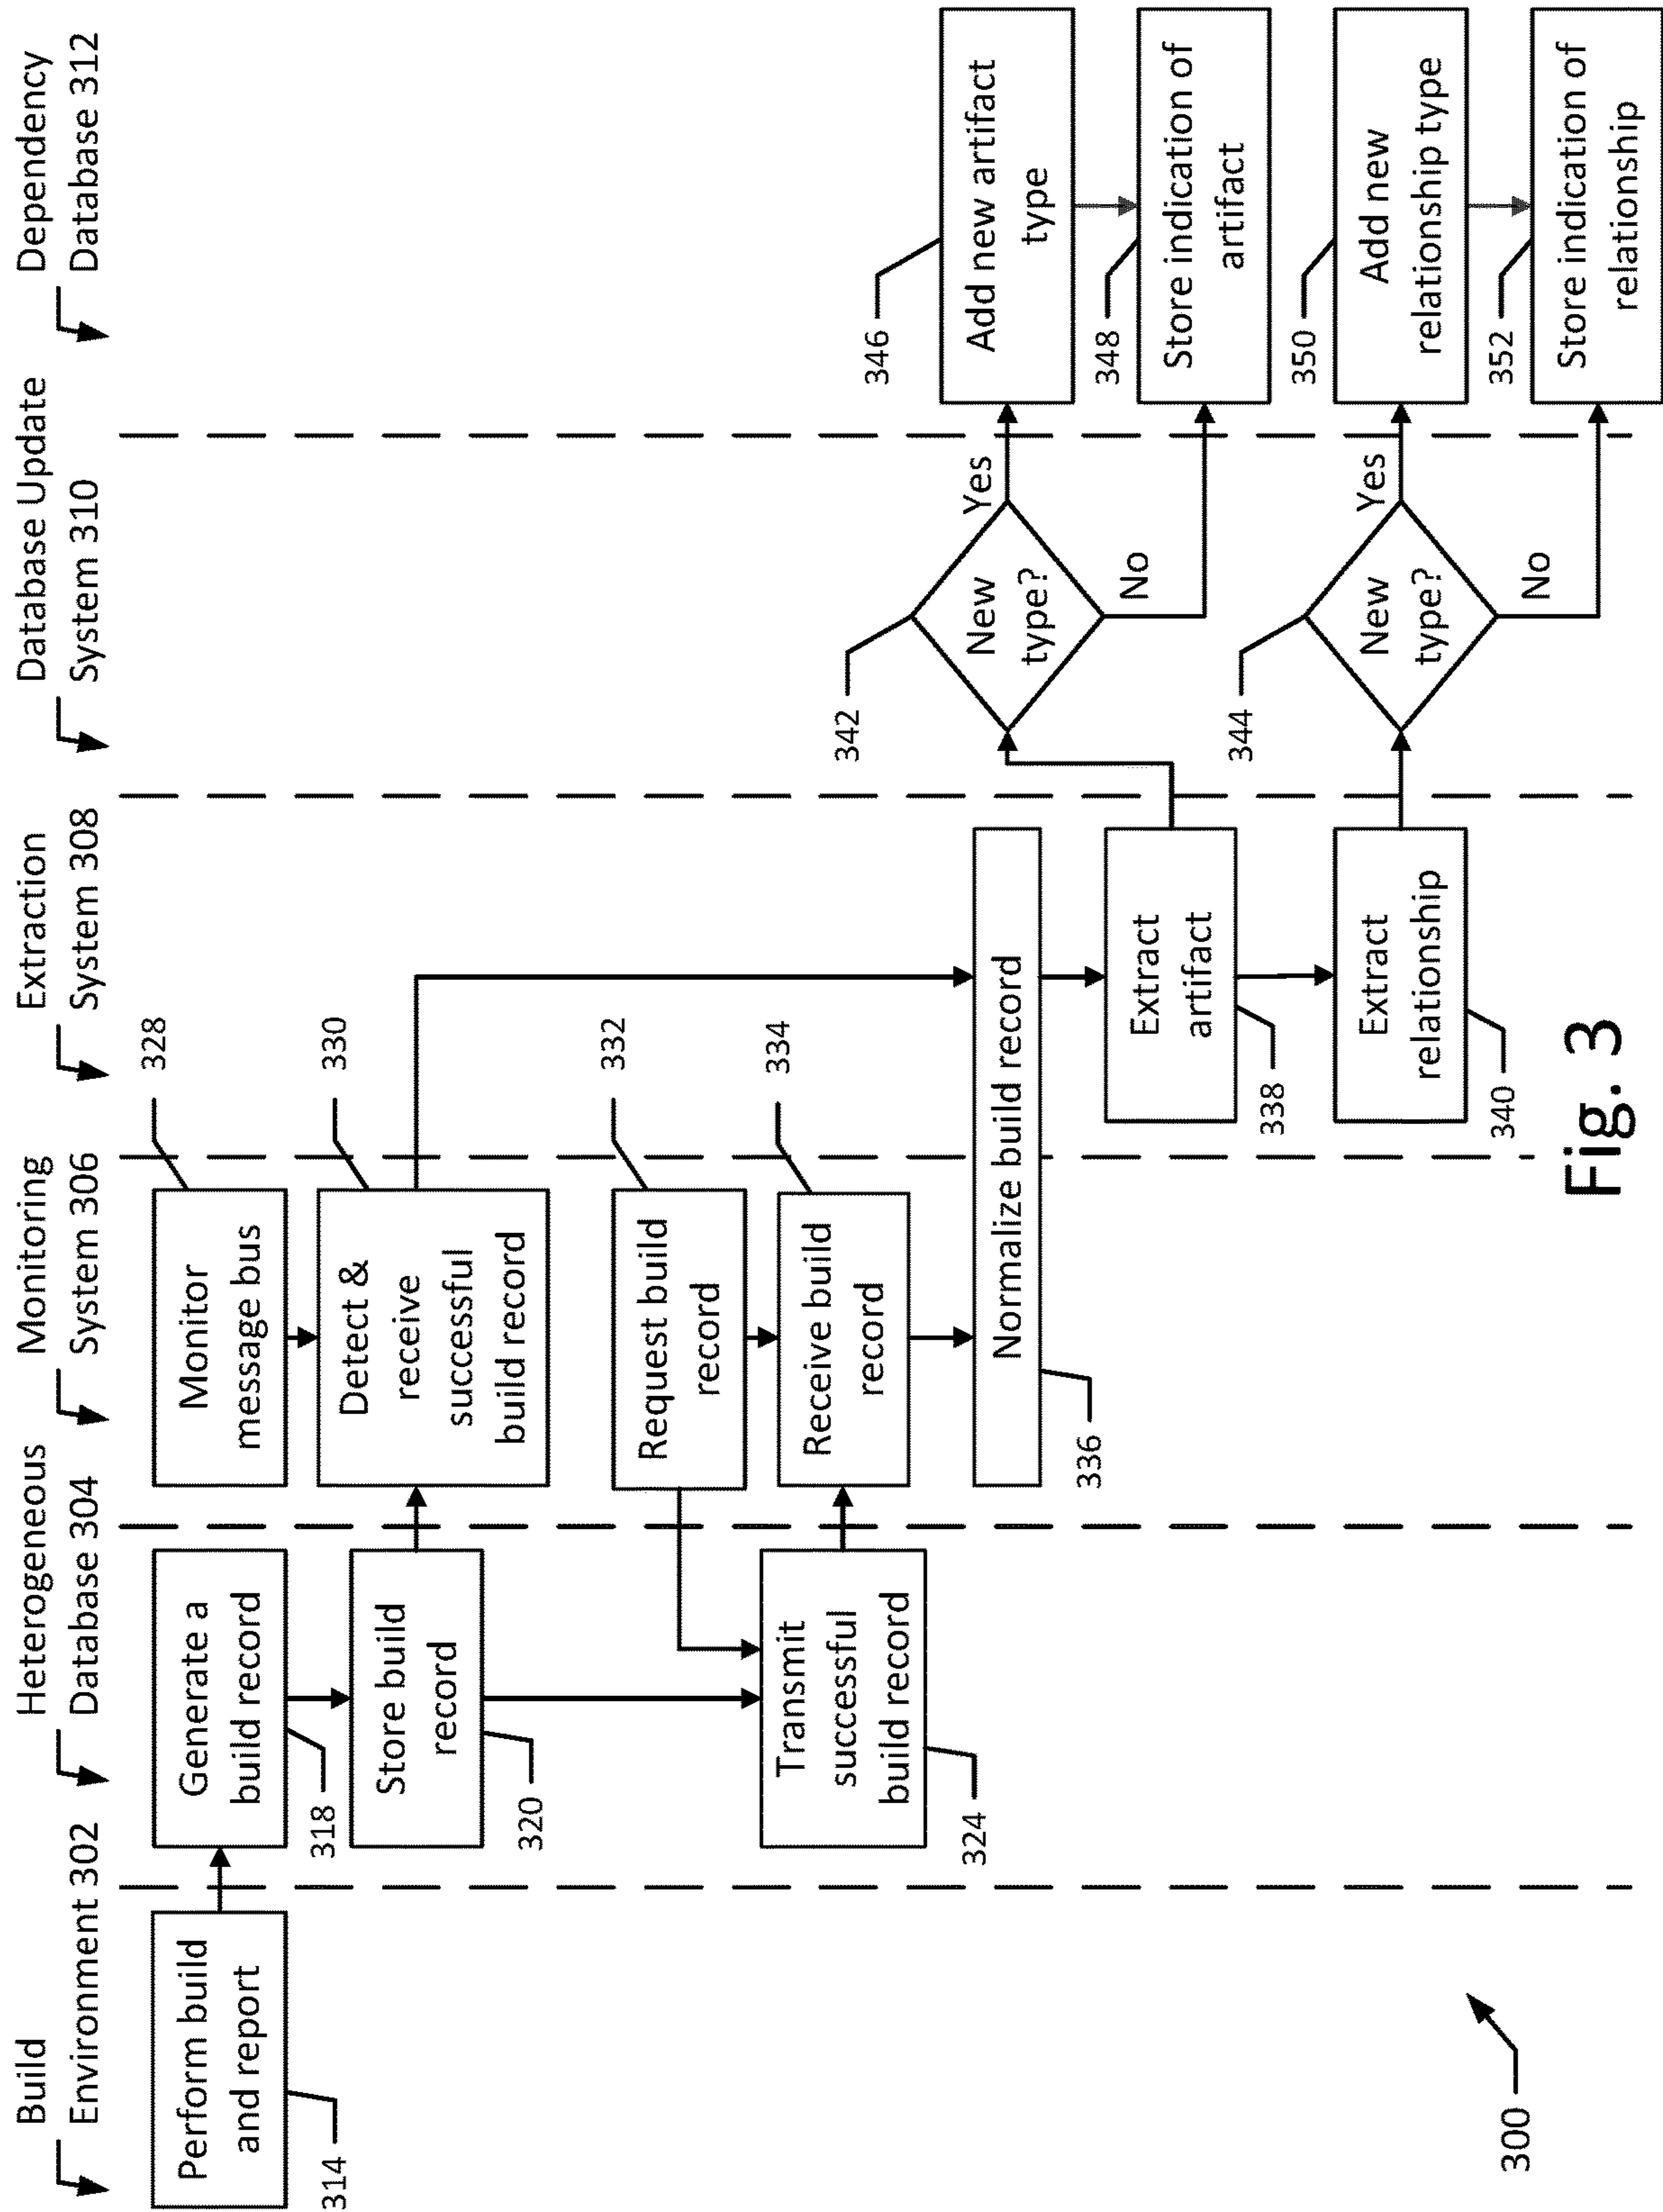 Build
Environment 302
Heterogeneous
Database 304
Monitoring
System 306
Extraction
System 308
Database Update
System 310
Dependency
Database 312
Perform build
and report
314
Generate a
build record
318
Store build
record
320
Transmit
successful
build record
324
Monitor
message bus
328
Detect &
receive
successful
build record
330
Request build
record
332
Receive build
record
334
Normalize build record
336
Extract
artifact
338
Extract
relationship
340
New
type?
342
Yes
No
New
type?
344
Yes
No
Add new artifact
type
346
Store indication of
artifact
348
Add new
relationship type
350
Store indication of
relationship
352
300
Fig. 3